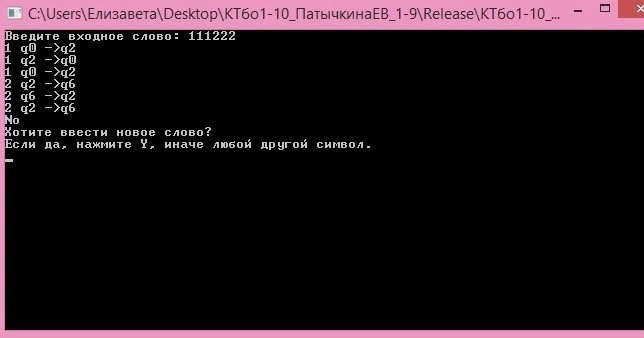 C:\Users\Елизавета\Desktop\КТбо1-10_ПатычкинаЕВ_1-9\Release\КТбо1-10_...
Введите входное слово: 111222
1 q0 ->q2
1 q2 ->q0
1 q0 ->q2
2 q2 ->q6
2 q6 ->q2
2 q2 ->q6
No
Хотите ввести новое слово?
Если да, нажмите Y, иначе любой другой символ.